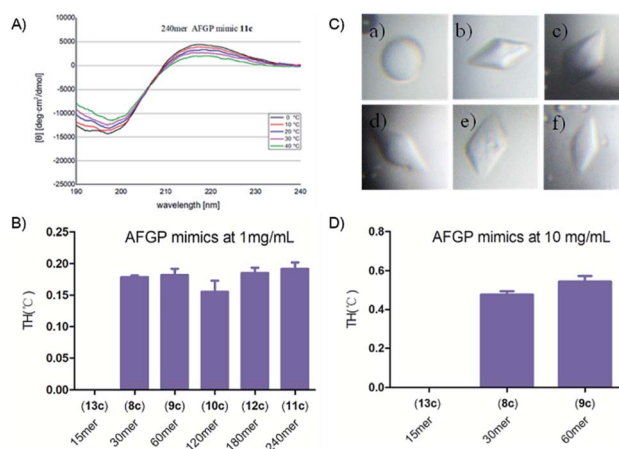 A)
240mer AFGP mimic 11c
10000
5000
0
-5000
-10000
-15000
-20000
-25000
[θ] [deg·cm²/dmol]
0 °C
10 °C
20 °C
30 °C
40 °C
190 200 210 220 230 240
wavelength [nm]
C)
a) b) c)
d) e) f)
B)
AFGP mimics at 1mg/mL
TH(℃)
0.25
0.20
0.15
0.10
0.05
0.00
(13c) (8c) (9c) (10c) (12c) (11c)
15mer 30mer 60mer 120mer 180mer 240mer
D)
AFGP mimics at 10 mg/mL
TH(℃)
0.8
0.6
0.4
0.2
0.0
(13c) (8c) (9c)
15mer 30mer 60mer